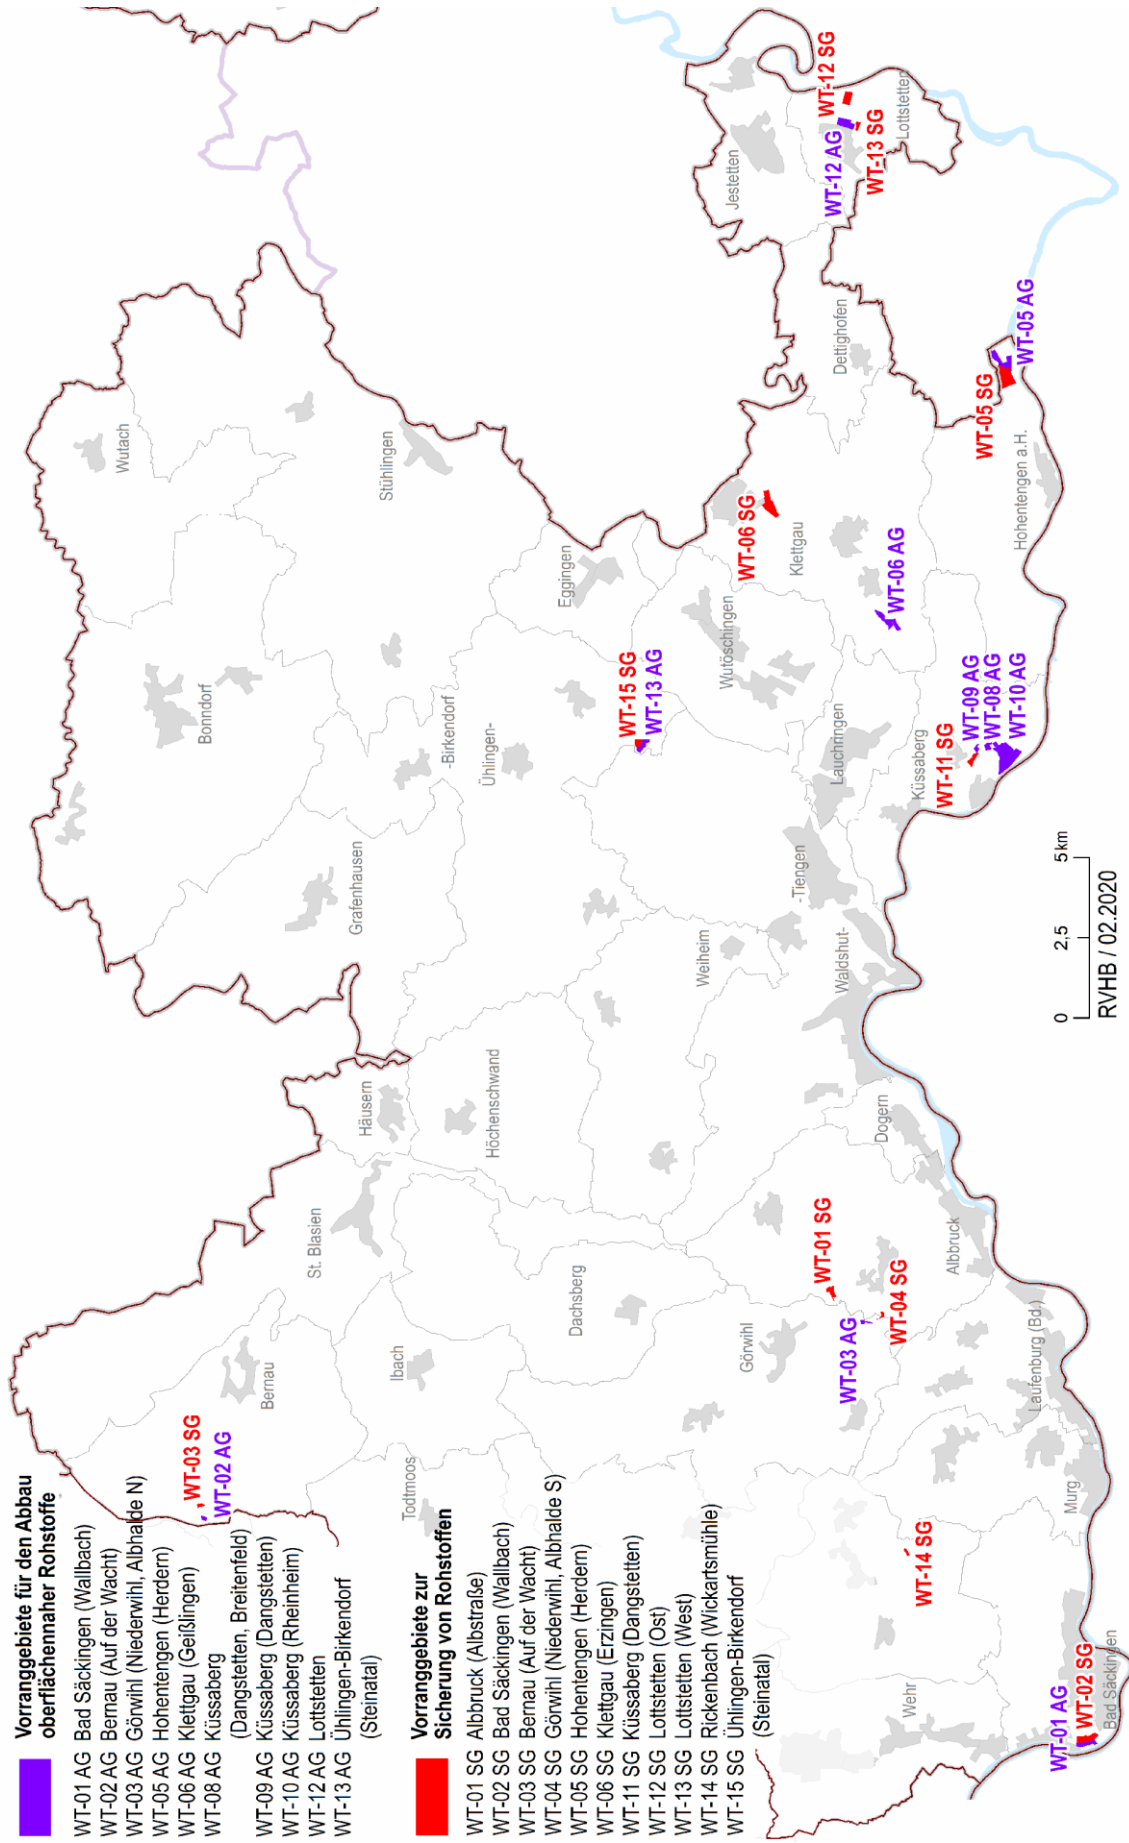 Vorranggebiete für den Abbau
oberflächennaher Rohstoffe
WT-01 AG Bad Säckingen (Wallbach)
WT-02 AG Bernau (Auf der Wacht)
WT-03 AG Görwihl (Niederwihl, Albhalde N)
WT-05 AG Hohentengen (Herdern)
WT-06 AG Klettgau (Geißlingen)
WT-08 AG Küssaberg
(Dangstetten, Breitenfeld)
WT-09 AG Küssaberg (Dangstetten)
WT-10 AG Küssaberg (Rheinheim)
WT-12 AG Lottstetten
WT-13 AG Ühlingen-Birkendorf
(Steinatal)
Vorranggebiete zur
Sicherung von Rohstoffen
WT-01 SG Albbruck (Albstraße)
WT-02 SG Bad Säckingen (Wallbach)
WT-03 SG Bernau (Auf der Wacht)
WT-04 SG Görwihl (Niederwihl, Albhalde S)
WT-05 SG Hohentengen (Herdern)
WT-06 SG Klettgau (Erzingen)
WT-11 SG Küssaberg (Dangstetten)
WT-12 SG Lottstetten (Ost)
WT-13 SG Lottstetten (West)
WT-14 SG Rickenbach (Wickartsmühle)
WT-15 SG Ühlingen-Birkendorf
(Steinatal)
Wutach
Bonndorf
Stühlingen
WT-03 SG
WT-02 AG
Bernau
St. Blasien
Häusern
Grafenhausen
-Birkendorf
Ühlingen-
Eggingen
Todtmoos
Ibach
Höchenschwand
Dachsberg
WT-15 SG
WT-13 AG
Weilheim
Wutöschingen
WT-06 SG
Klettgau
Jestetten
WT-12 SG
WT-12 AG
WT-13 SG
Lottstetten
Dettighofen
Görwihl
WT-01 SG
WT-03 AG
WT-04 SG
-Tiengen
Waldshut-
Lauchringen
WT-06 AG
Dogern
Küssaberg
WT-11 SG
WT-09 AG
WT-08 AG
WT-10 AG
WT-05 SG
WT-05 AG
Hohentengen a.H.
Wehr
WT-14 SG
Albbruck
Laufenburg (Bd.)
Murg
WT-01 AG
WT-02 SG
Bad Säckingen
0 2,5 5 km
RVHB / 02.2020